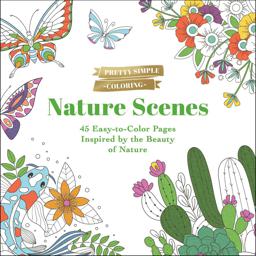 PRETTY SIMPLE
COLORING
Nature Scenes
45 Easy-to-Color Pages
Inspired by the Beauty
of Nature